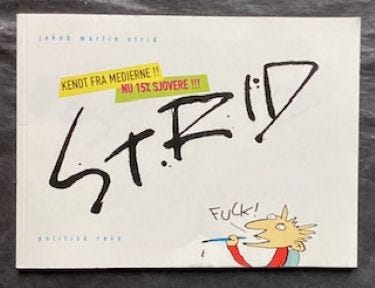 jakob martin strid
KENDT FRA MEDIERNE !!
NU 15% SJOVERE !!!
STRID
FUCK!
politisk revy